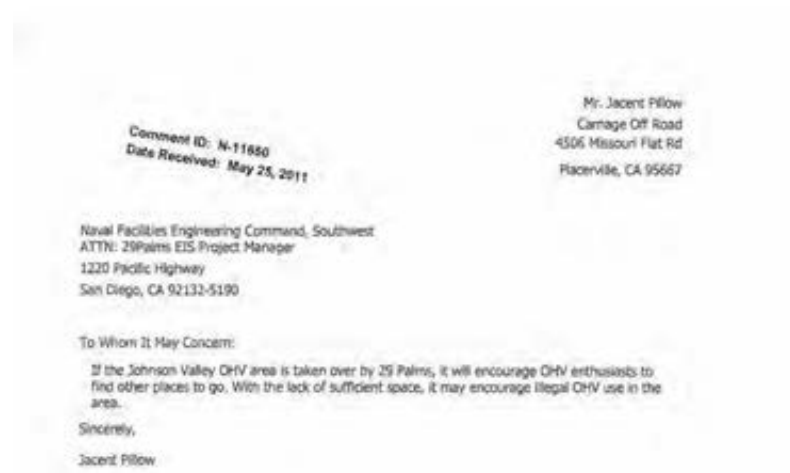 Mr. Jacent Pillow
Carnage Off Road
4506 Missouri Flat Rd
Placerville, CA 95667
Comment ID: N-11650
Date Received: May 25, 2011
Naval Facilities Engineering Command, Southwest
ATTN: 29Palms EIS Project Manager
1220 Pacific Highway
San Diego, CA 92132-5190
To Whom It May Concern:
If the Johnson Valley OHV area is taken over by 29 Palms, it will encourage OHV enthusiasts to
find other places to go. With the lack of sufficient space, it may encourage illegal OHV use in the
area.
Sincerely,
Jacent Pillow